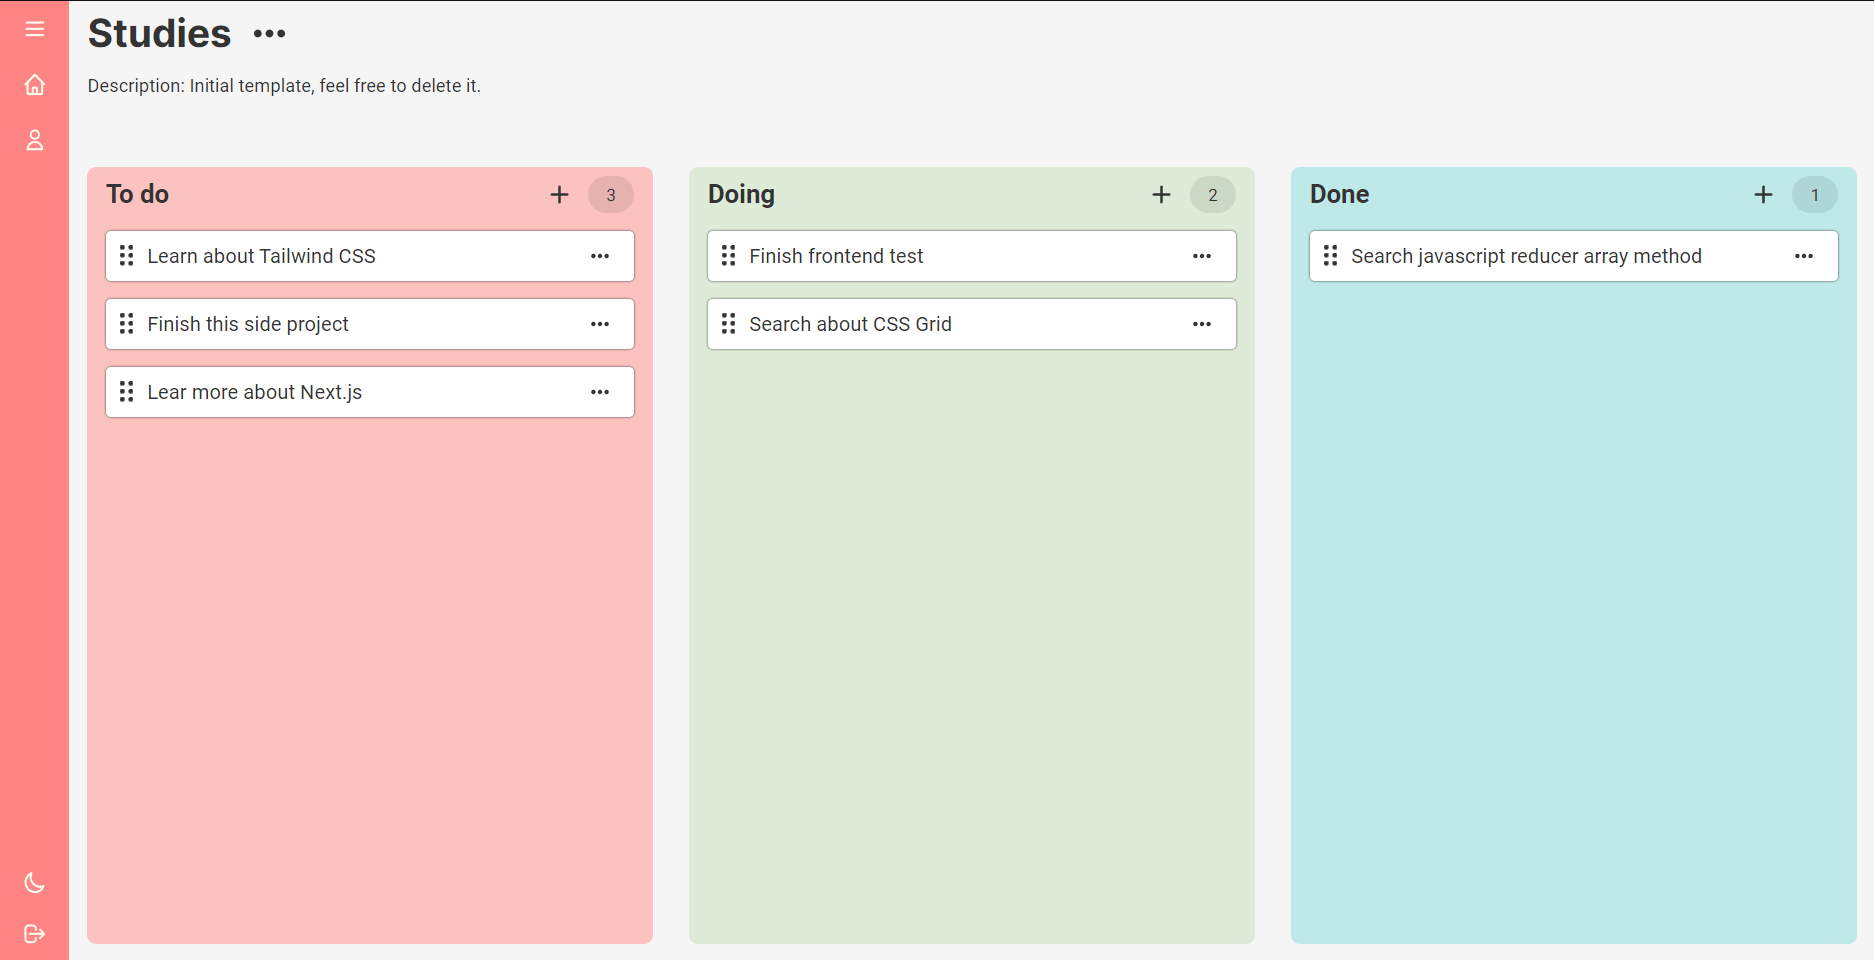 Studies
Description: Initial template, feel free to delete it.
To do
3
Learn about Tailwind CSS
Finish this side project
Lear more about Next.js
Doing
2
Finish frontend test
Search about CSS Grid
Done
1
Search javascript reducer array method